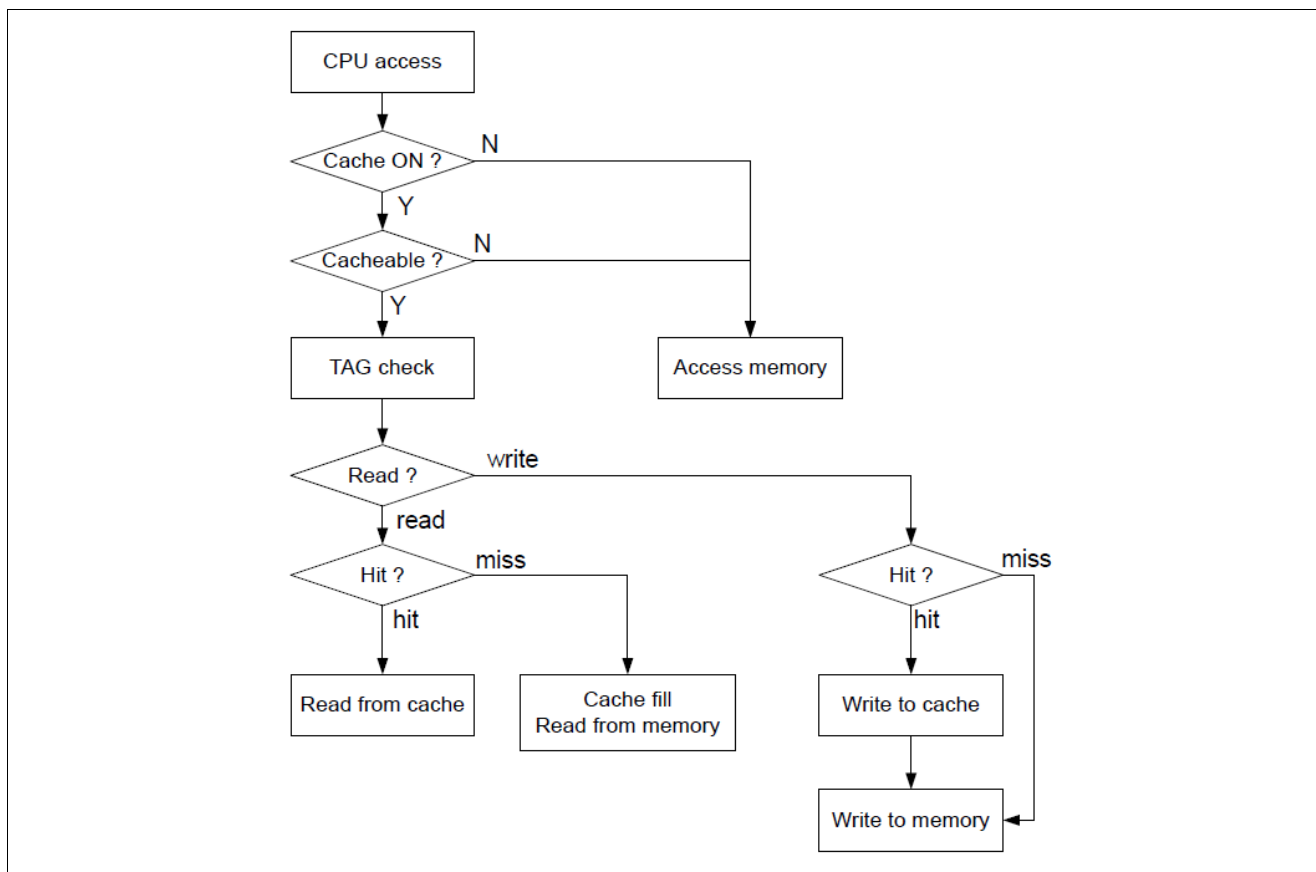 CPU access
Cache ON ?
N
Y
Cacheable ?
N
Y
TAG check
Access memory
Read ?
write
read
Hit ?
miss
hit
Hit ?
miss
hit
Read from cache
Cache fill
Read from memory
Write to cache
Write to memory